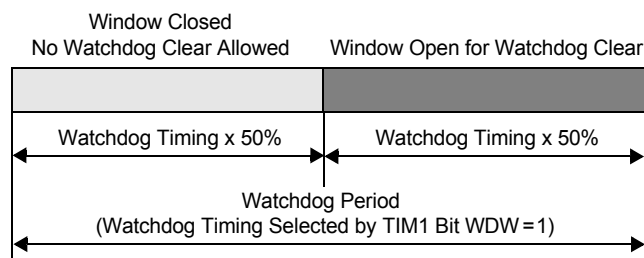 Window Closed
No Watchdog Clear Allowed
Window Open for Watchdog Clear
Watchdog Timing x 50%
Watchdog Timing x 50%
Watchdog Period
(Watchdog Timing Selected by TIM1 Bit WDW=1)